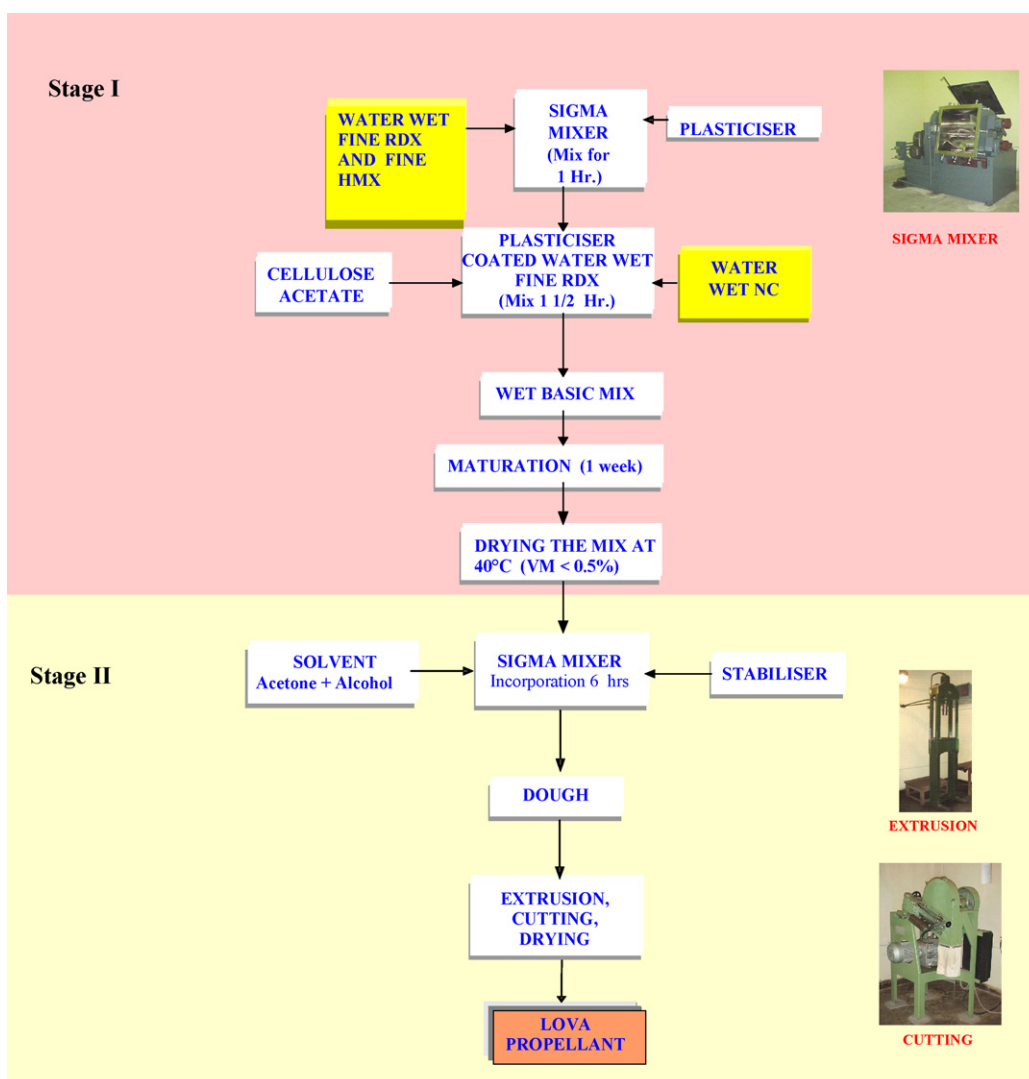 Stage I
WATER WET
FINE RDX
AND FINE
HMX
SIGMA
MIXER
(Mix for
1 Hr.)
PLASTICISER
SIGMA MIXER
PLASTICISER
COATED WATER WET
FINE RDX
(Mix 1 1/2 Hr.)
CELLULOSE
ACETATE
WATER
WET NC
WET BASIC MIX
MATURATION (1 week)
DRYING THE MIX AT
40°C (VM < 0.5%)
Stage II
SOLVENT
Acetone + Alcohol
SIGMA MIXER
Incorporation 6 hrs
STABILISER
DOUGH
EXTRUSION
EXTRUSION,
CUTTING,
DRYING
LOVA
PROPELLANT
CUTTING